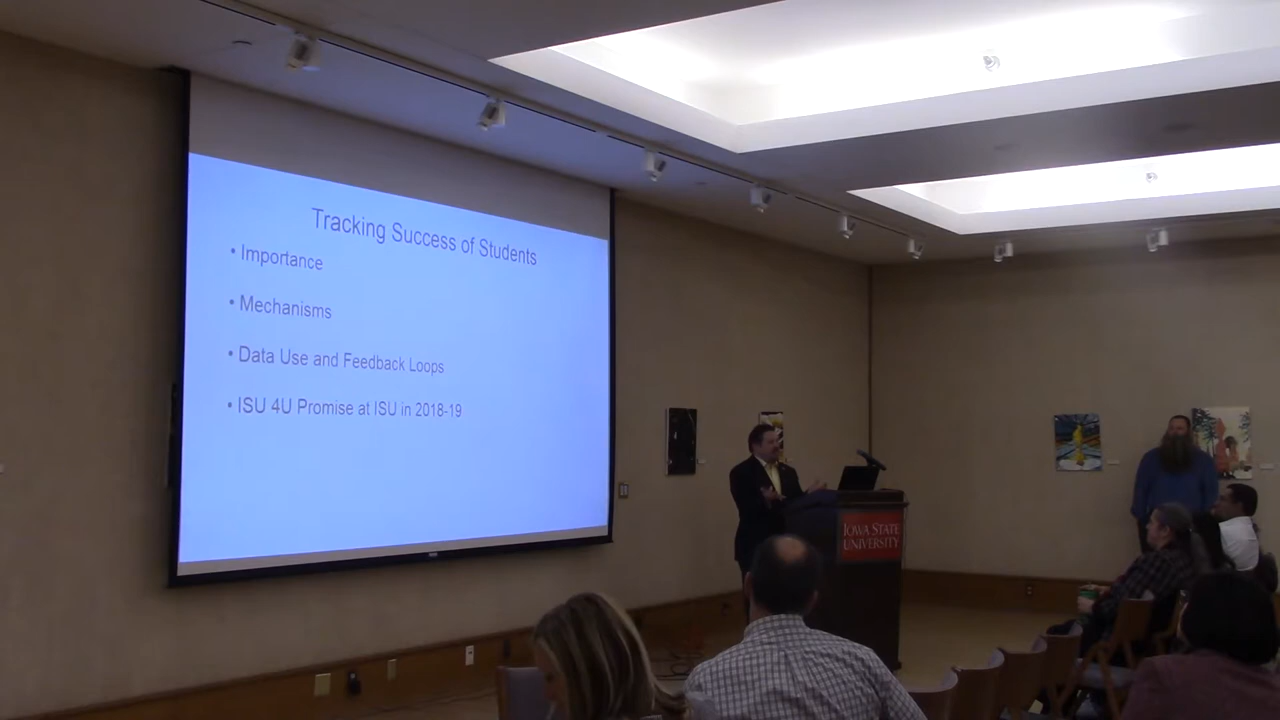 Tracking Success of Students
• Importance
• Mechanisms
• Data Use and Feedback Loops
• ISU 4U Promise at ISU in 2018-19
IOWA STATE
UNIVERSITY